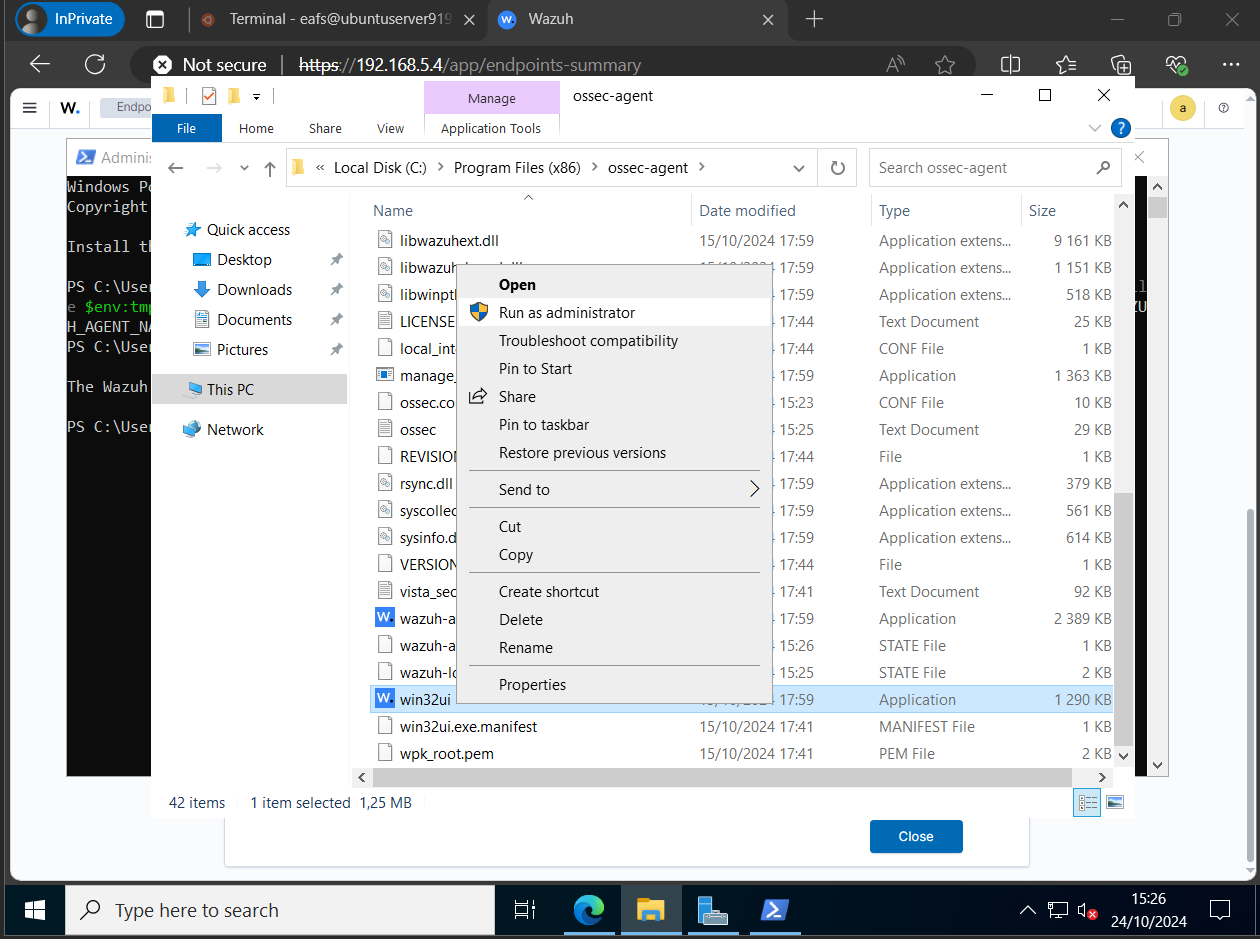 InPrivate
Terminal - eafs@ubuntuserver919
Wazuh
Not secure
https://192.168.5.4/app/endpoints-summary
W.
Endpo
a
Manage
ossec-agent
File
Home
Share
View
Application Tools
« Local Disk (C:) > Program Files (x86) > ossec-agent >
Search ossec-agent
Adminis
Windows Po
Copyright
Install th
PS C:\User
e $env:tmp
H_AGENT_NA
PS C:\User
The Wazuh
PS C:\User
Quick access
Desktop
Downloads
Documents
Pictures
This PC
Network
Name Date modified Type Size
libwazuhext.dll 15/10/2024 17:59 Application extens... 9 161 KB
libwazuh Application extens... 1 151 KB
libwinpt 17:59 Application extens... 518 KB
LICENSE 17:44 Text Document 25 KB
local_int 17:44 CONF File 1 KB
manage_ 17:59 Application 1 363 KB
ossec.co 15:23 CONF File 10 KB
ossec 15:25 Text Document 29 KB
REVISION 17:44 File 1 KB
rsync.dll 17:59 Application extens... 379 KB
syscollec 17:59 Application extens... 561 KB
sysinfo.d 17:59 Application extens... 614 KB
VERSION 17:44 File 1 KB
vista_sec 17:41 Text Document 92 KB
wazuh-a 17:59 Application 2 389 KB
wazuh-a 15:26 STATE File 1 KB
wazuh-lo 15:25 STATE File 2 KB
win32ui 17:59 Application 1 290 KB
win32ui.exe.manifest 15/10/2024 17:41 MANIFEST File 1 KB
wpk_root.pem 15/10/2024 17:41 PEM File 2 KB
Open
Run as administrator
Troubleshoot compatibility
Pin to Start
Share
Pin to taskbar
Restore previous versions
Send to
Cut
Copy
Create shortcut
Delete
Rename
Properties
42 items 1 item selected 1,25 MB
Close
Type here to search
15:26
24/10/2024